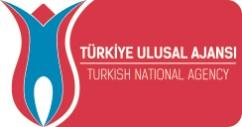 TÜRKİYE ULUSAL AJANSI
TURKISH NATIONAL AGENCY